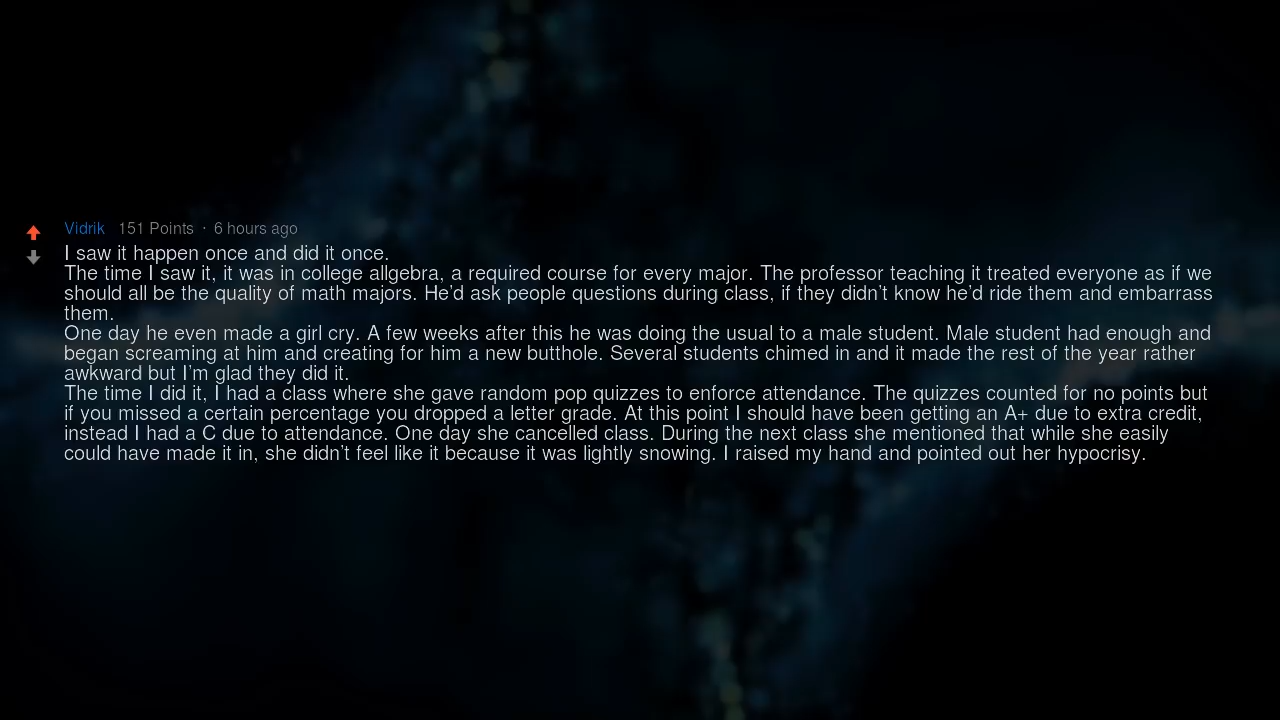 Vidrik 151 Points · 6 hours ago
I saw it happen once and did it once.
The time I saw it, it was in college allgebra, a required course for every major. The professor teaching it treated everyone as if we
should all be the quality of math majors. He'd ask people questions during class, if they didn't know he'd ride them and embarrass
them.
One day he even made a girl cry. A few weeks after this he was doing the usual to a male student. Male student had enough and
began screaming at him and creating for him a new butthole. Several students chimed in and it made the rest of the year rather
awkward but I'm glad they did it.
The time I did it, I had a class where she gave random pop quizzes to enforce attendance. The quizzes counted for no points but
if you missed a certain percentage you dropped a letter grade. At this point I should have been getting an A+ due to extra credit,
instead I had a C due to attendance. One day she cancelled class. During the next class she mentioned that while she easily
could have made it in, she didn't feel like it because it was lightly snowing. I raised my hand and pointed out her hypocrisy.